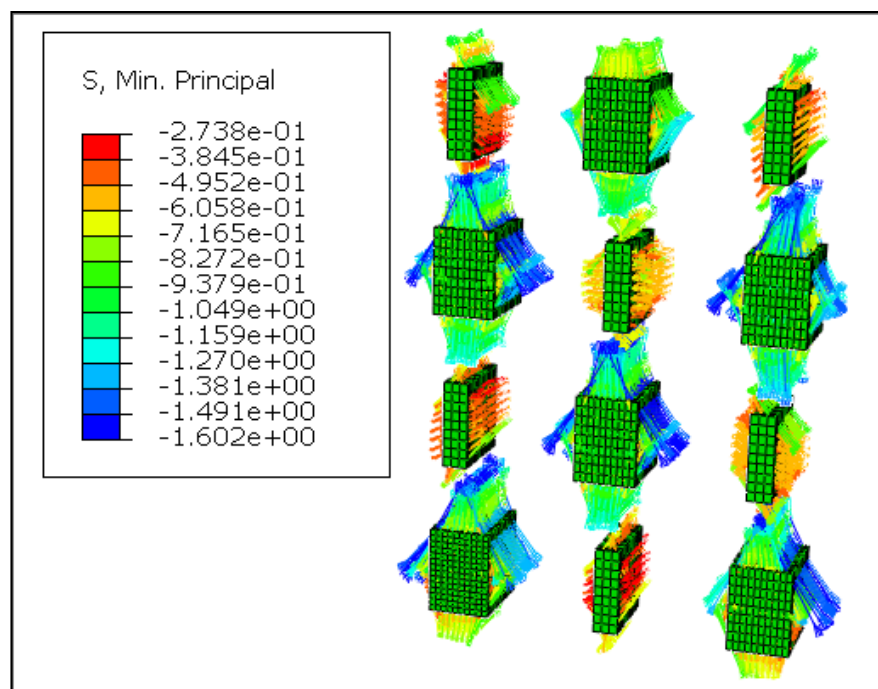 S, Min. Principal
-2.738e-01
-3.845e-01
-4.952e-01
-6.058e-01
-7.165e-01
-8.272e-01
-9.379e-01
-1.049e+00
-1.159e+00
-1.270e+00
-1.381e+00
-1.491e+00
-1.602e+00